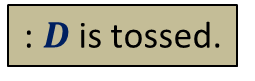 : D is tossed.